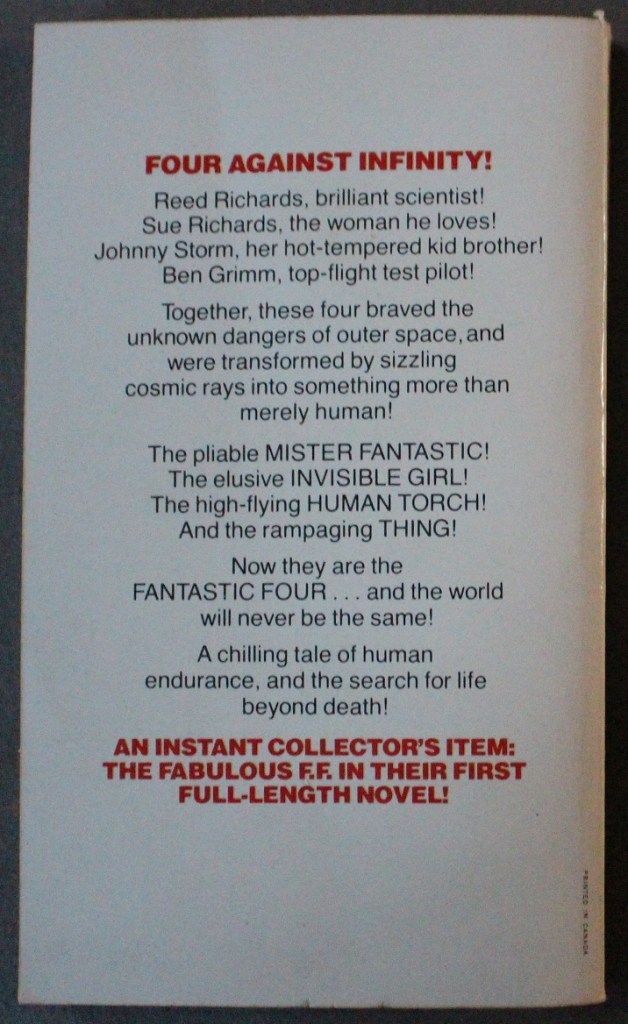 FOUR AGAINST INFINITY!
Reed Richards, brilliant scientist!
Sue Richards, the woman he loves!
Johnny Storm, her hot-tempered kid brother!
Ben Grimm, top-flight test pilot!
Together, these four braved the
unknown dangers of outer space, and
were transformed by sizzling
cosmic rays into something more than
merely human!
The pliable MISTER FANTASTIC!
The elusive INVISIBLE GIRL!
The high-flying HUMAN TORCH!
And the rampaging THING!
Now they are the
FANTASTIC FOUR . . . and the world
will never be the same!
A chilling tale of human
endurance, and the search for life
beyond death!
AN INSTANT COLLECTOR'S ITEM:
THE FABULOUS F.F. IN THEIR FIRST
FULL-LENGTH NOVEL!
PRINTED IN CANADA